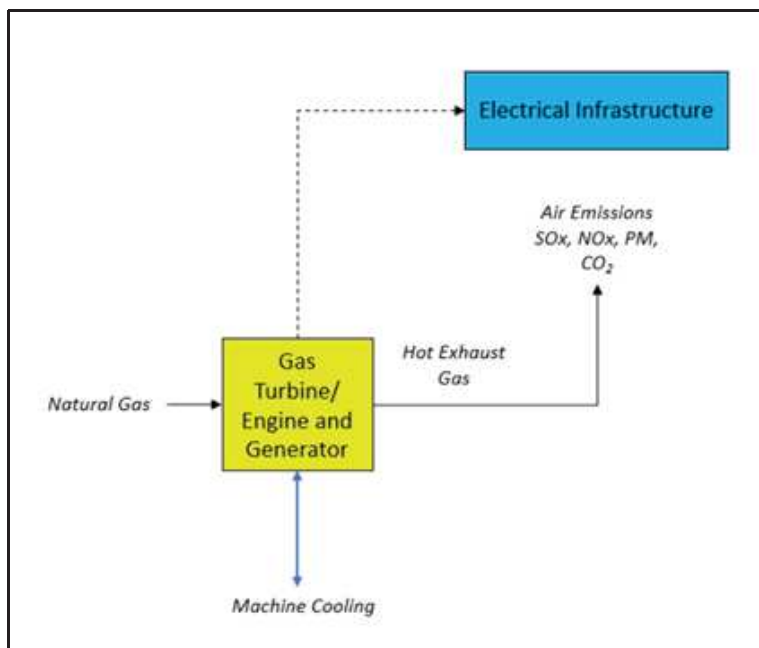 Electrical Infrastructure
Air Emissions
SOx, NOx, PM,
CO₂
Gas
Turbine/
Engine and
Generator
Hot Exhaust
Gas
Natural Gas
Machine Cooling